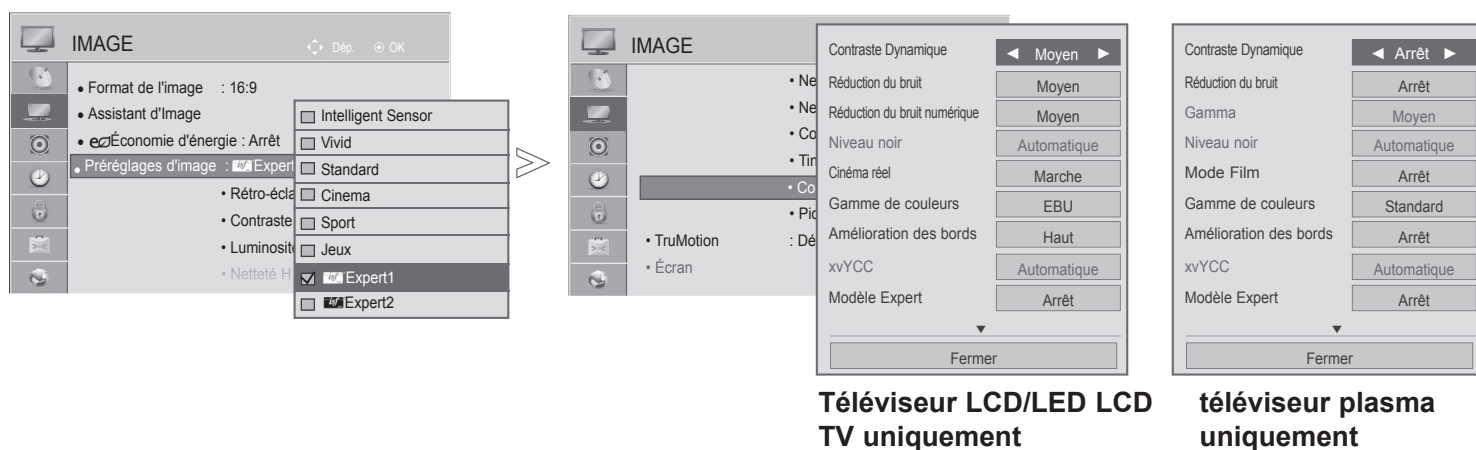 IMAGE
Dép. OK
• Format de l'image : 16:9
• Assistant d'Image
• Économie d'énergie : Arrêt
• Préréglages d'image : Expert
• Rétro-écla
• Contraste
• Luminosité
• Netteté H
Intelligent Sensor
Vivid
Standard
Cinema
Sport
Jeux
Expert1
Expert2
IMAGE
• Ne
• Ne
• Co
• Tin
• Co
• Pic
• TruMotion : Dé
• Écran
Contraste Dynamique ◄ Moyen ►
Réduction du bruit Moyen
Réduction du bruit numérique Moyen
Niveau noir Automatique
Cinéma réel Marche
Gamme de couleurs EBU
Amélioration des bords Haut
xvYCC Automatique
Modèle Expert Arrêt
▼
Fermer
Téléviseur LCD/LED LCD
TV uniquement
Contraste Dynamique ◄ Arrêt ►
Réduction du bruit Arrêt
Gamma Moyen
Niveau noir Automatique
Mode Film Arrêt
Gamme de couleurs Standard
Amélioration des bords Arrêt
xvYCC Automatique
Modèle Expert Arrêt
▼
Fermer
téléviseur plasma
uniquement